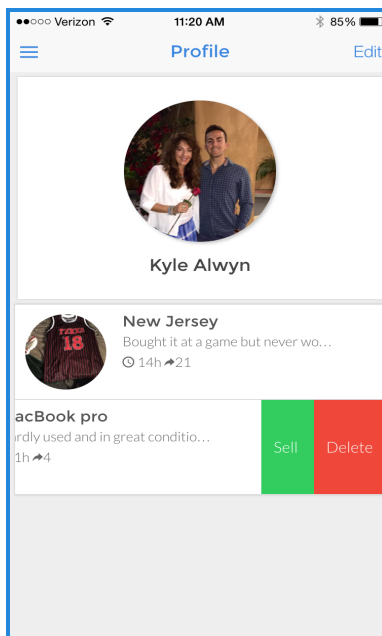 Verizon 11:20 AM 85%
Profile Edit
Kyle Alwyn
New Jersey
Bought it at a game but never wo...
14h 21
18
acBook pro
rdly used and in great conditio...
1h 4
Sell Delete